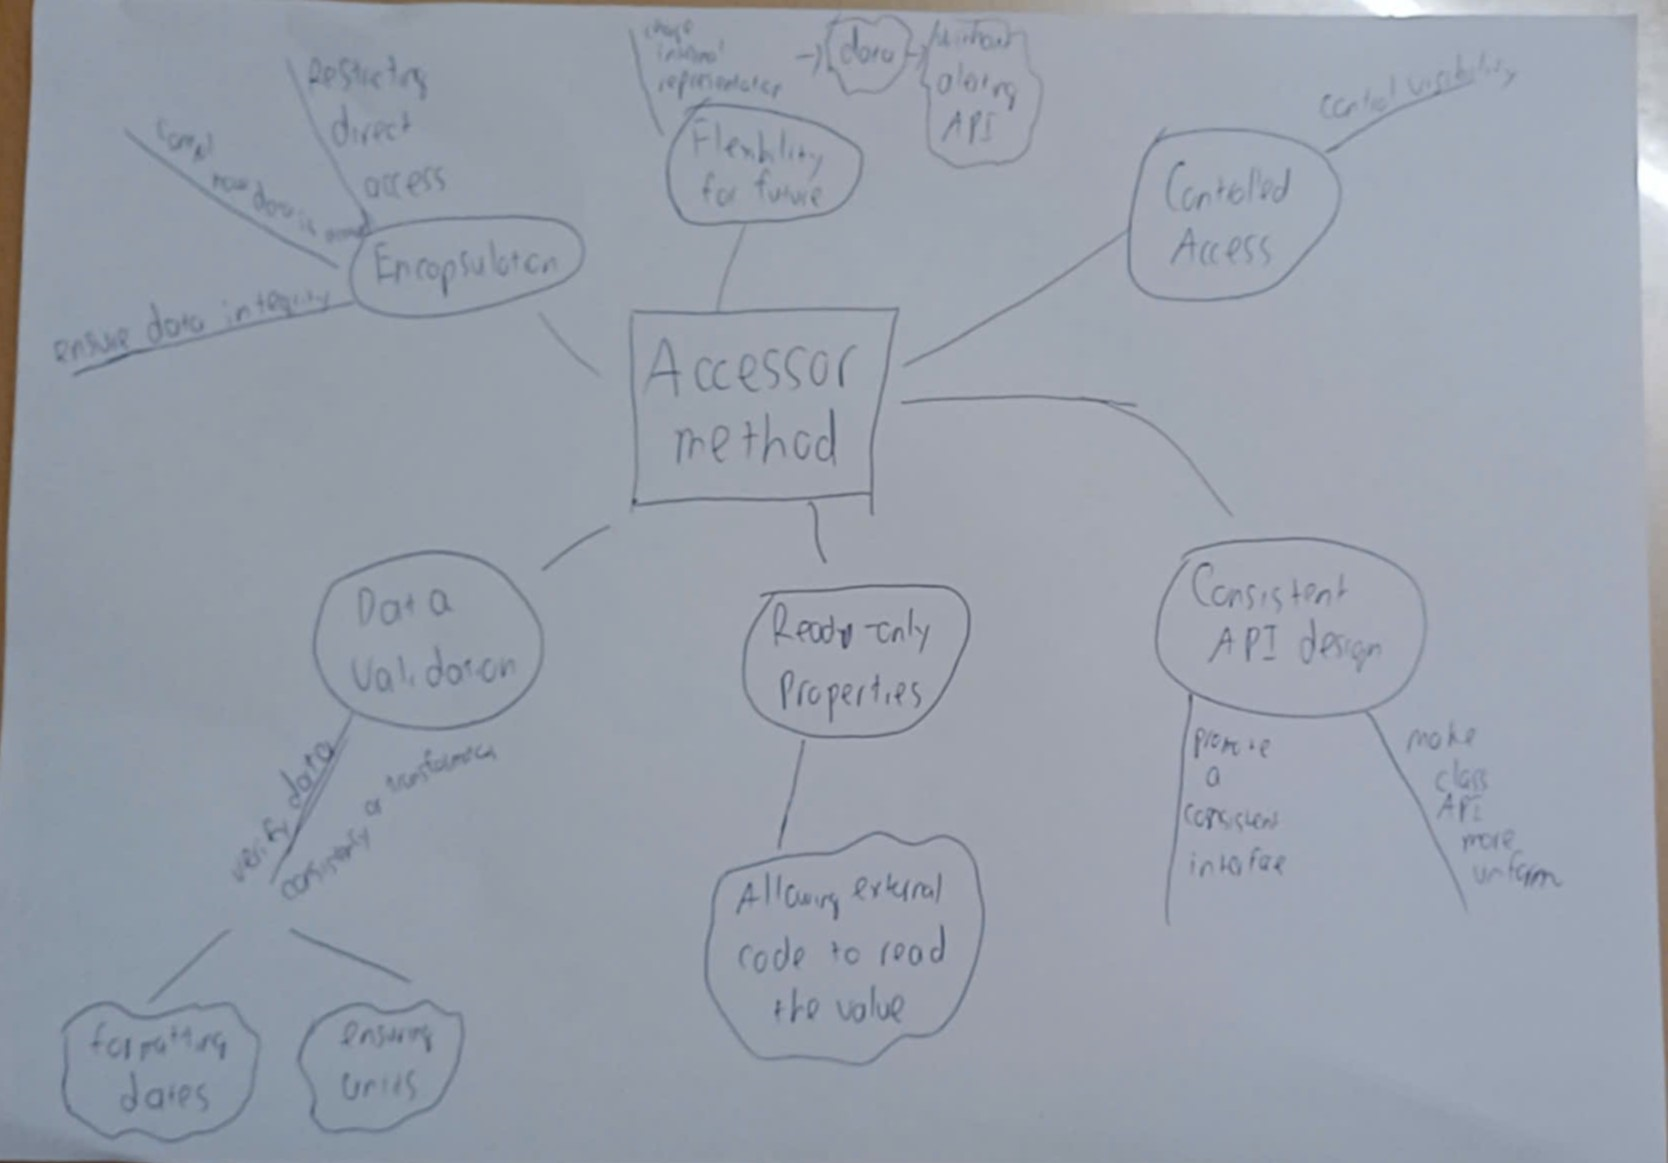 Restricting
direct
access
how data is
ensure data integrity
Encapsulation
change
internal
representation
→ data → without
altering
API
Flexibility
for future
control visibility
Controlled
Access
Accessor
method
Data
Validation
verify data
consistency or transformation
formatting
dates
ensuring
units
Ready-only
Properties
Allowing external
code to read
the value
Consistent
API design
promote
a
consistent
interface
make
class
API
more
uniform